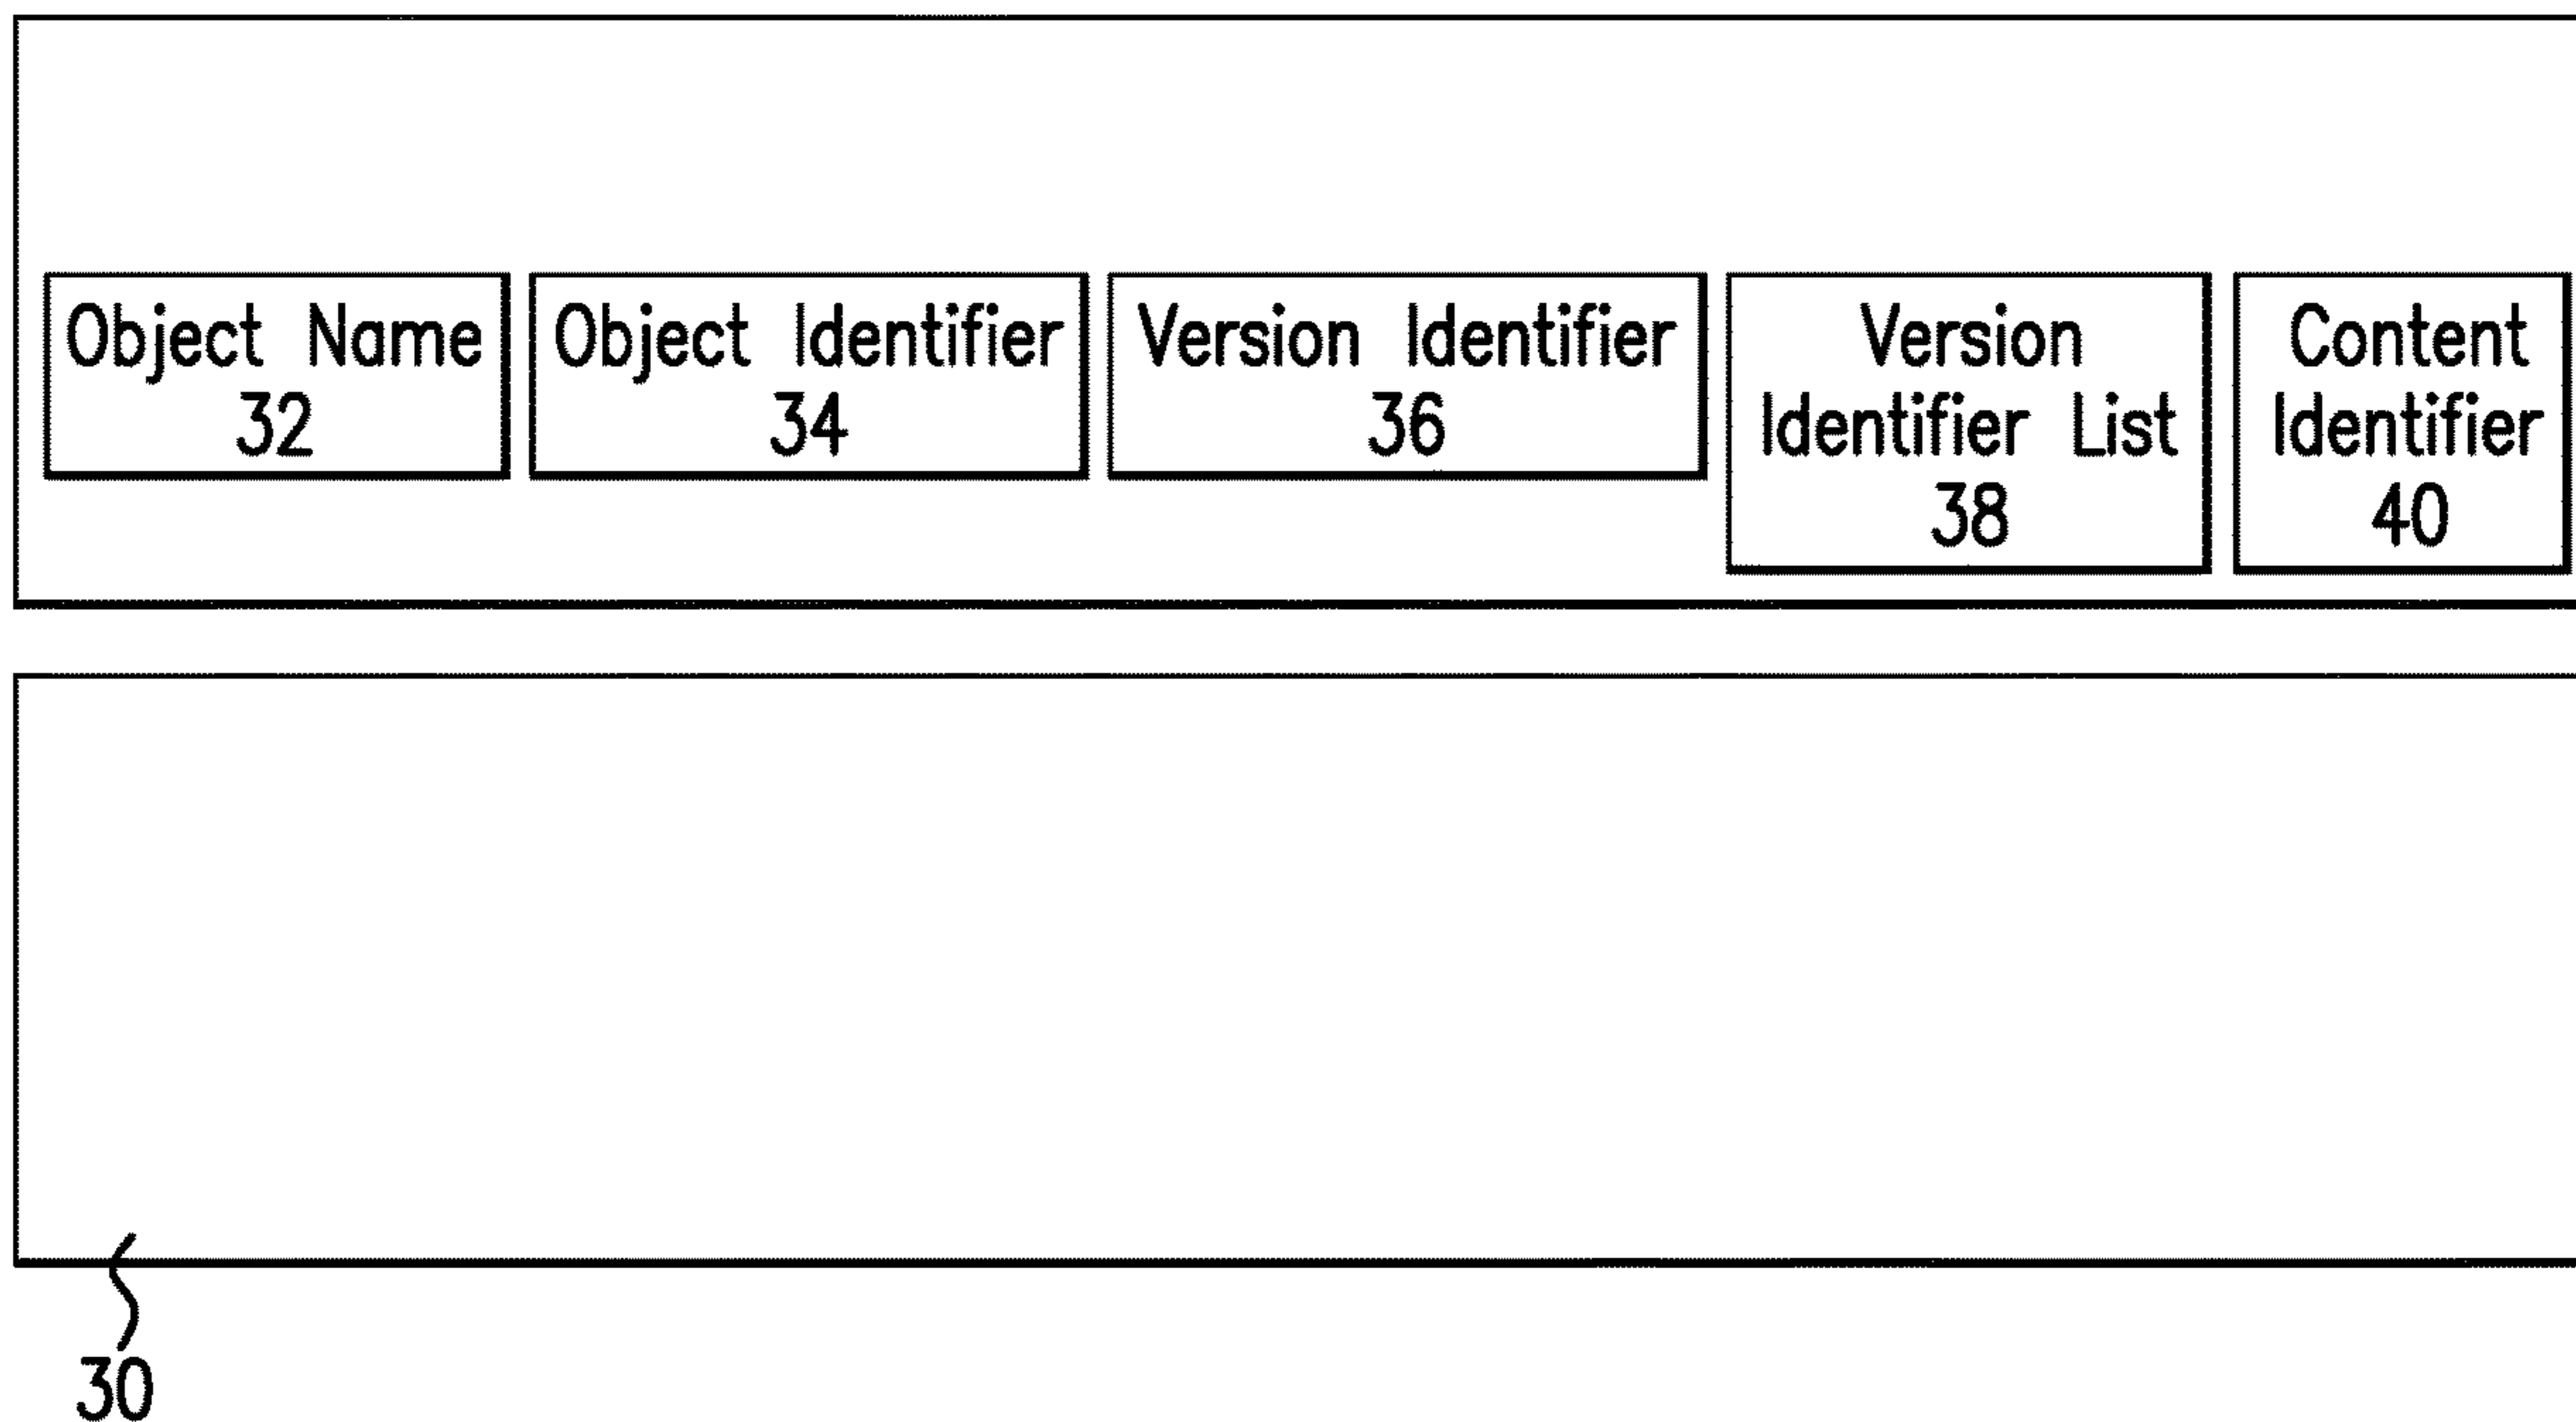 Object Name
32
Object Identifier
34
Version Identifier
36
Version
Identifier List
38
Content
Identifier
40
30